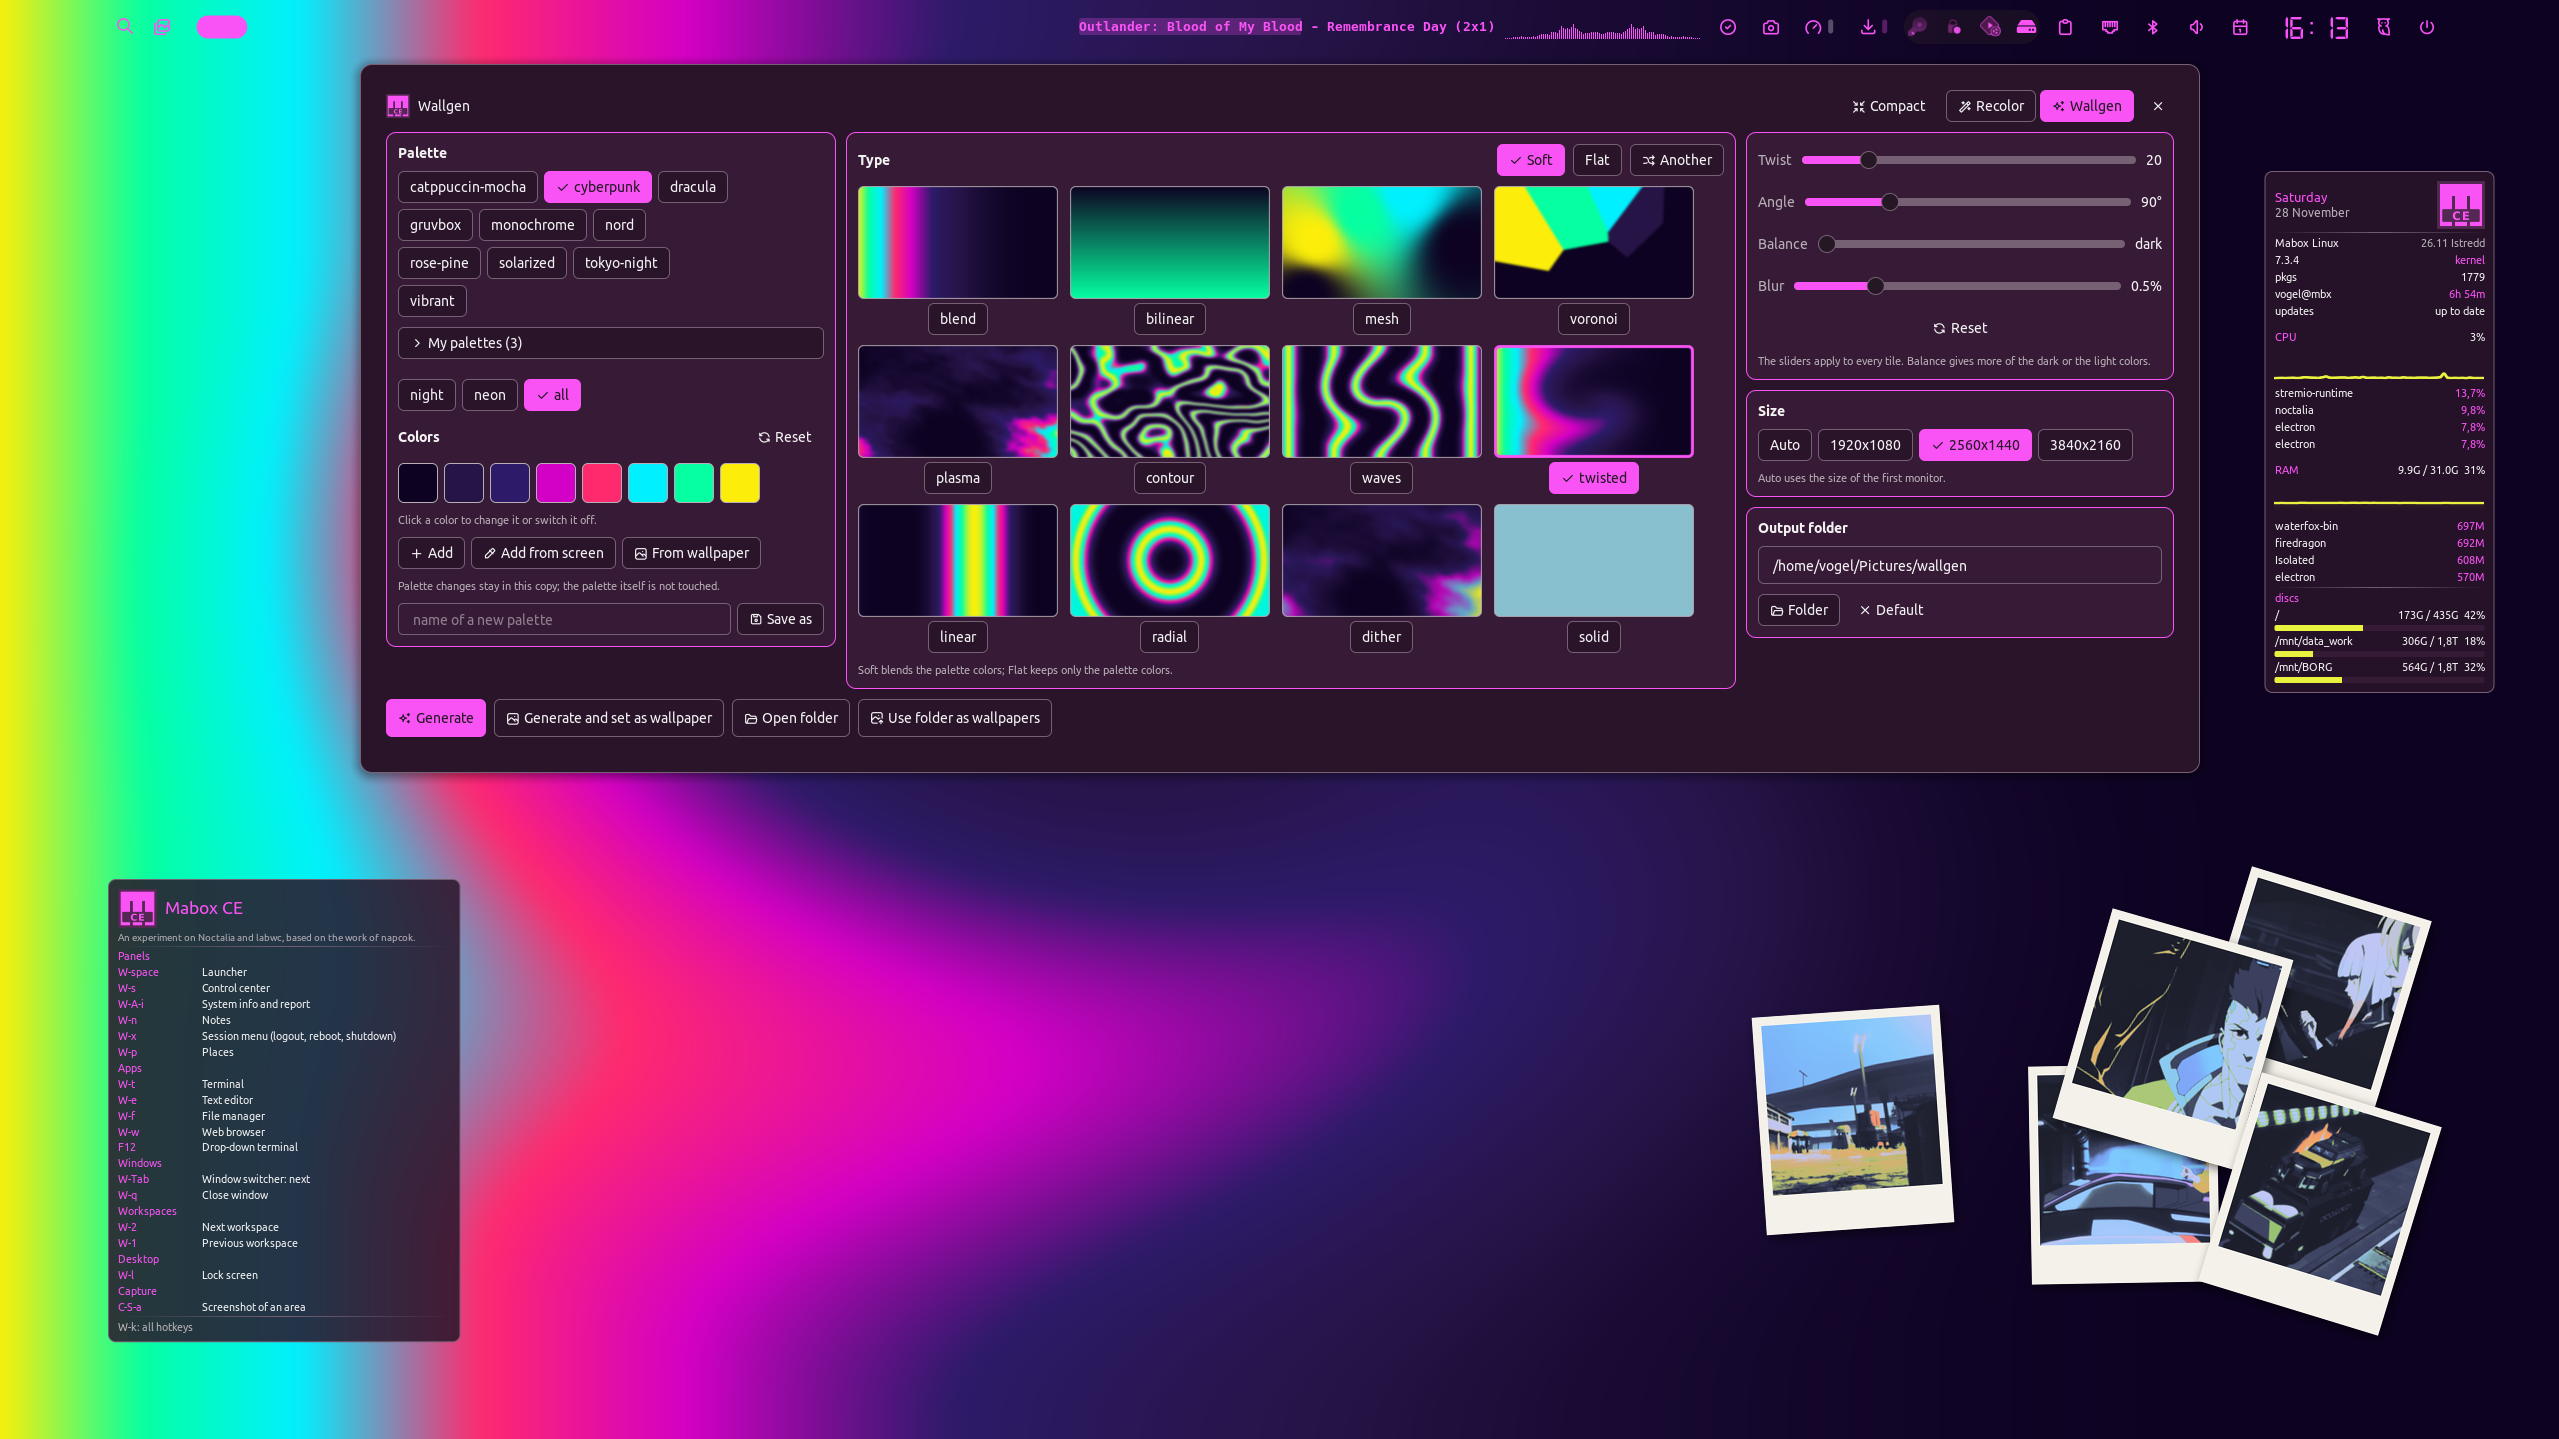 Outlander: Blood of My Blood - Remembrance Day (2x1)
16: 13
Wallgen
Compact
Recolor
Wallgen
Palette
catppuccin-mocha
cyberpunk
dracula
gruvbox
monochrome
nord
rose-pine
solarized
tokyo-night
vibrant
My palettes (3)
night
neon
all
Colors
Reset
Click a color to change it or switch it off.
Add
Add from screen
From wallpaper
Palette changes stay in this copy; the palette itself is not touched.
name of a new palette
Save as
Type
Soft
Flat
Another
blend
bilinear
mesh
voronoi
plasma
contour
waves
twisted
linear
radial
dither
solid
Soft blends the palette colors; Flat keeps only the palette colors.
Twist 20
Angle 90°
Balance dark
Blur 0.5%
Reset
The sliders apply to every tile. Balance gives more of the dark or the light colors.
Size
Auto
1920x1080
2560x1440
3840x2160
Auto uses the size of the first monitor.
Output folder
/home/vogel/Pictures/wallgen
Folder
Default
Generate
Generate and set as wallpaper
Open folder
Use folder as wallpapers
Saturday
28 November
CE
Mabox Linux 26.11 Istredd
7.3.4 kernel
pkgs 1779
vogel@mbx 6h 54m
updates up to date
CPU 3%
stremio-runtime 13,7%
noctalia 9,8%
electron 7,8%
electron 7,8%
RAM 9.9G / 31.0G 31%
waterfox-bin 697M
firedragon 692M
Isolated 608M
electron 570M
discs
/ 173G / 435G 42%
/mnt/data_work 306G / 1,8T 18%
/mnt/BORG 564G / 1,8T 32%
CE
Mabox CE
An experiment on Noctalia and labwc, based on the work of napcok.
Panels
W-space Launcher
W-s Control center
W-A-i System info and report
W-n Notes
W-x Session menu (logout, reboot, shutdown)
W-p Places
Apps
W-t Terminal
W-e Text editor
W-f File manager
W-w Web browser
F12 Drop-down terminal
Windows
W-Tab Window switcher: next
W-q Close window
Workspaces
W-2 Next workspace
W-1 Previous workspace
Desktop
W-l Lock screen
Capture
C-S-a Screenshot of an area
W-k: all hotkeys